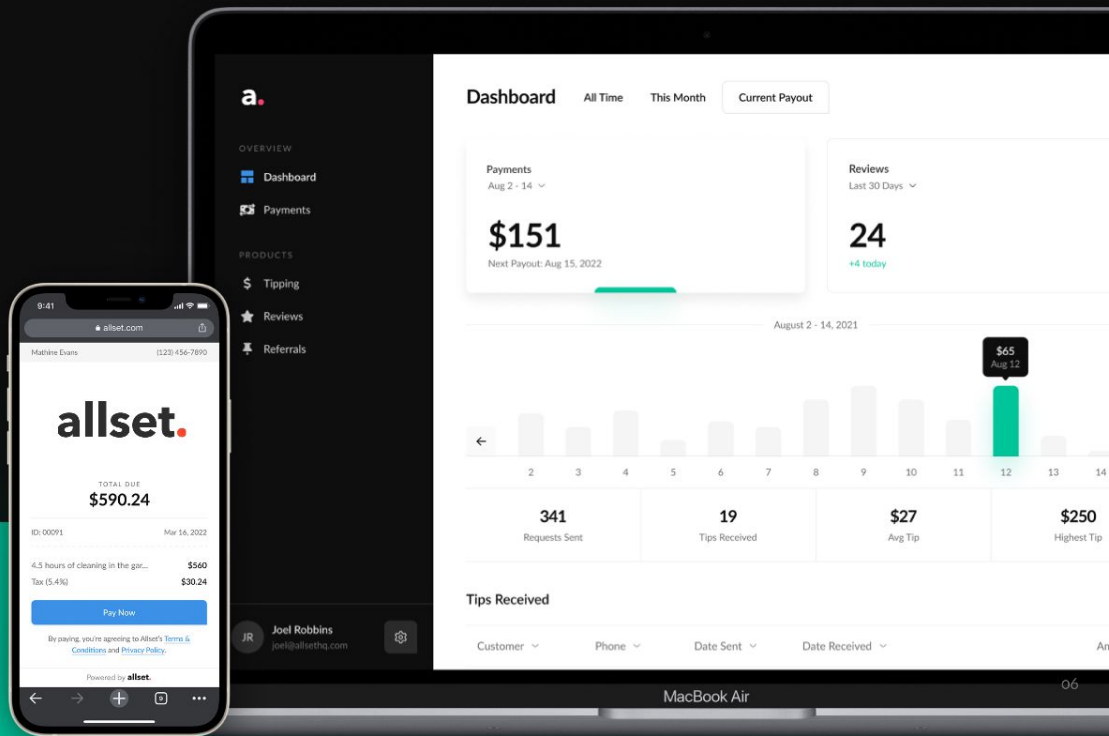 a.
Dashboard
All Time
This Month
Current Payout
OVERVIEW
Dashboard
Payments
PRODUCTS
$ Tipping
Reviews
Referrals
Payments
Aug 2 - 14
$151
Next Payout: Aug 15, 2022
Reviews
Last 30 Days
24
+4 today
August 2 - 14, 2021
$65
Aug 12
2 3 4 5 6 7 8 9 10 11 12 13 14
341
Requests Sent
19
Tips Received
$27
Avg Tip
$250
Highest Tip
Tips Received
Customer
Phone
Date Sent
Date Received
JR
Joel Robbins
joel@allsethq.com
MacBook Air
06
9:41
allset.com
Mathine Evans
(123) 456-7890
allset.
TOTAL DUE
$590.24
ID: 00091
Mar 16, 2022
4.5 hours of cleaning in the gar...
$560
Tax (5.4%)
$30.24
Pay Now
By paying, you're agreeing to Allset's Terms &
Conditions and Privacy Policy.
Powered by allset.
9